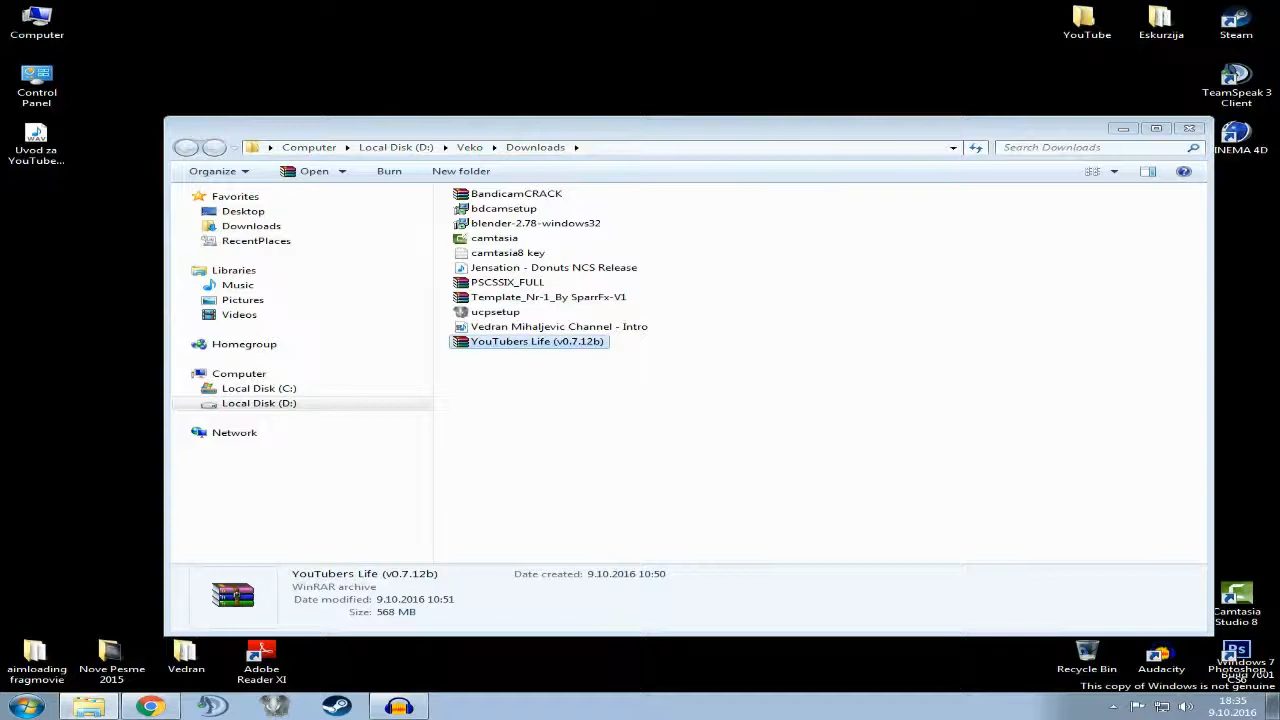 Computer
Control
Panel
Uvod za
YouTube...
YouTube
Eskurzija
Steam
TeamSpeak 3
Client
INEMA 4D
Computer
Local Disk (D:)
Veko
Downloads
Search Downloads
Organize
Open
Burn
New folder
Favorites
Desktop
Downloads
RecentPlaces
Libraries
Music
Pictures
Videos
Homegroup
Computer
Local Disk (C:)
Local Disk (D:)
Network
BandicamCRACK
bdcamsetup
blender-2.78-windows32
camtasia
camtasia8 key
Jensation - Donuts NCS Release
PSCSSIX_FULL
Template_Nr-1_By SparrFx-V1
ucpsetup
Vedran Mihaljevic Channel - Intro
YouTubers Life (v0.7.12b)
YouTubers Life (v0.7.12b)
Date created: 9.10.2016 10:50
WinRAR archive
Date modified: 9.10.2016 10:51
Size: 568 MB
Camtasia
Studio 8
aimloading
fragmovie
Nove Pesme
2015
Vedran
Adobe
Reader XI
Recycle Bin
Audacity
Photoshop
CS6
Windows 7
Build 7601
This copy of Windows is not genuine
18:35
9.10.2016